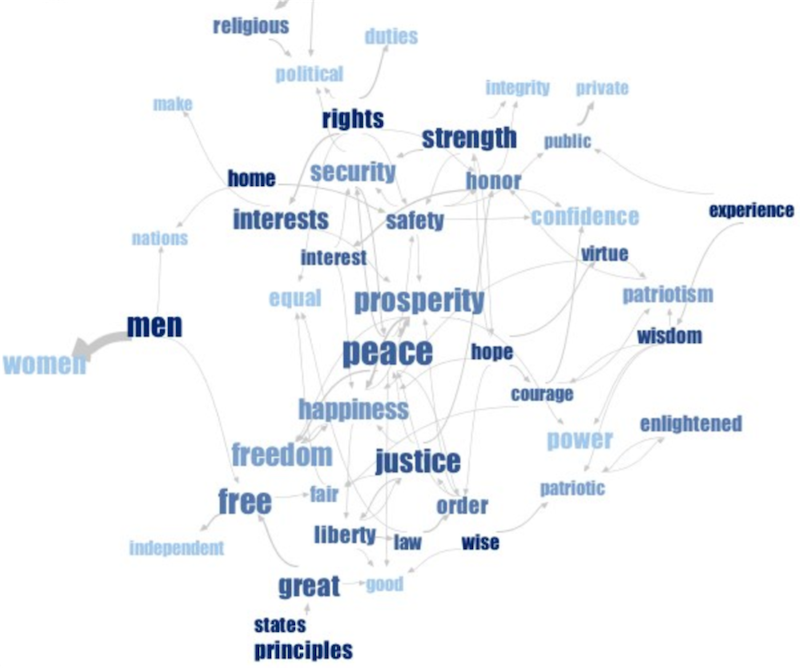 religious
duties
political
integrity private
make
rights
strength
public
security
home
honor
interests
safety
confidence
experience
nations
interest
virtue
equal
prosperity
patriotism
men
wisdom
peace
hope
women
courage
happiness
enlightened
power
freedom
justice
patriotic
free
fair
order
liberty
law
wise
independent
great
good
states
principles